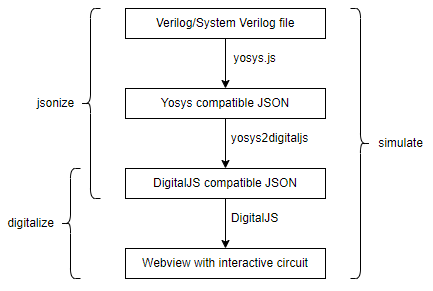 Verilog/System Verilog file
yosys.js
jsonize
Yosys compatible JSON
yosys2digitaljs
simulate
DigitalJS compatible JSON
digitalize
DigitalJS
Webview with interactive circuit